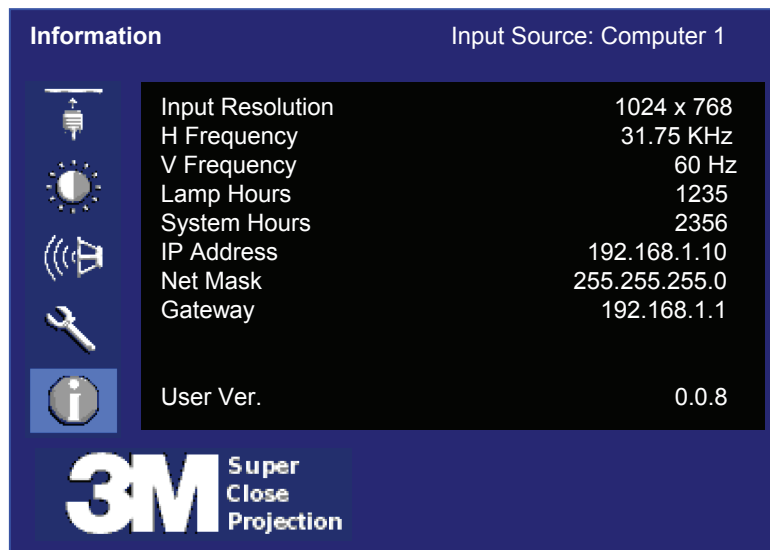 Information Input Source: Computer 1
Input Resolution 1024 x 768
H Frequency 31.75 KHz
V Frequency 60 Hz
Lamp Hours 1235
System Hours 2356
IP Address 192.168.1.10
Net Mask 255.255.255.0
Gateway 192.168.1.1
User Ver. 0.0.8
3M Super
Close
Projection